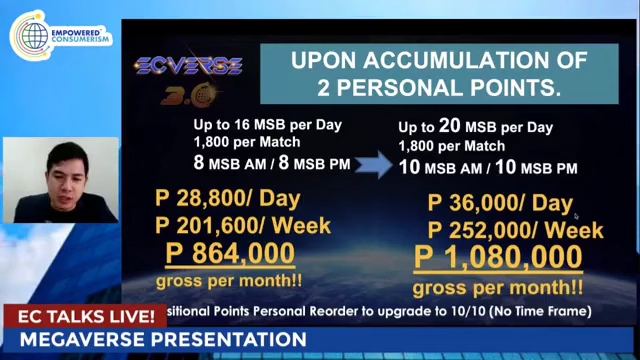 EMPOWERED
CONSUMERISM
ECVERSE
3.0
UPON ACCUMULATION OF
2 PERSONAL POINTS.
Up to 16 MSB per Day
1,800 per Match
8 MSB AM / 8 MSB PM
P 28,800/ Day
P 201,600/ Week
P 864,000
gross per month!!
Up to 20 MSB per Day
1,800 per Match
10 MSB AM / 10 MSB PM
P 36,000/ Day
P 252,000/ Week
P 1,080,000
gross per month!!
sitional Points Personal Reorder to upgrade to 10/10 (No Time Frame)
EC TALKS LIVE!
MEGAVERSE PRESENTATION